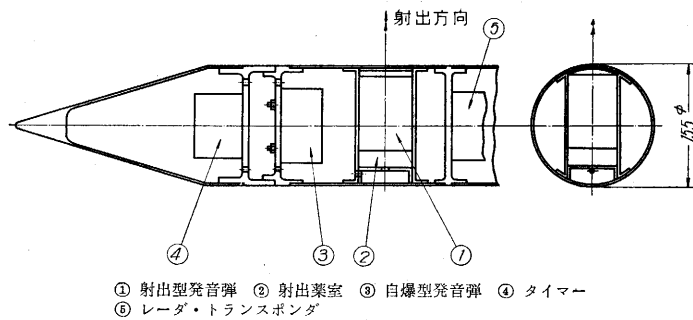 射出方向
⑤
155φ
④ ③ ② ①
① 射出型発音弾 ② 射出薬室 ③ 自爆型発音弾 ④ タイマー
⑤ レーダ・トランスポンダ